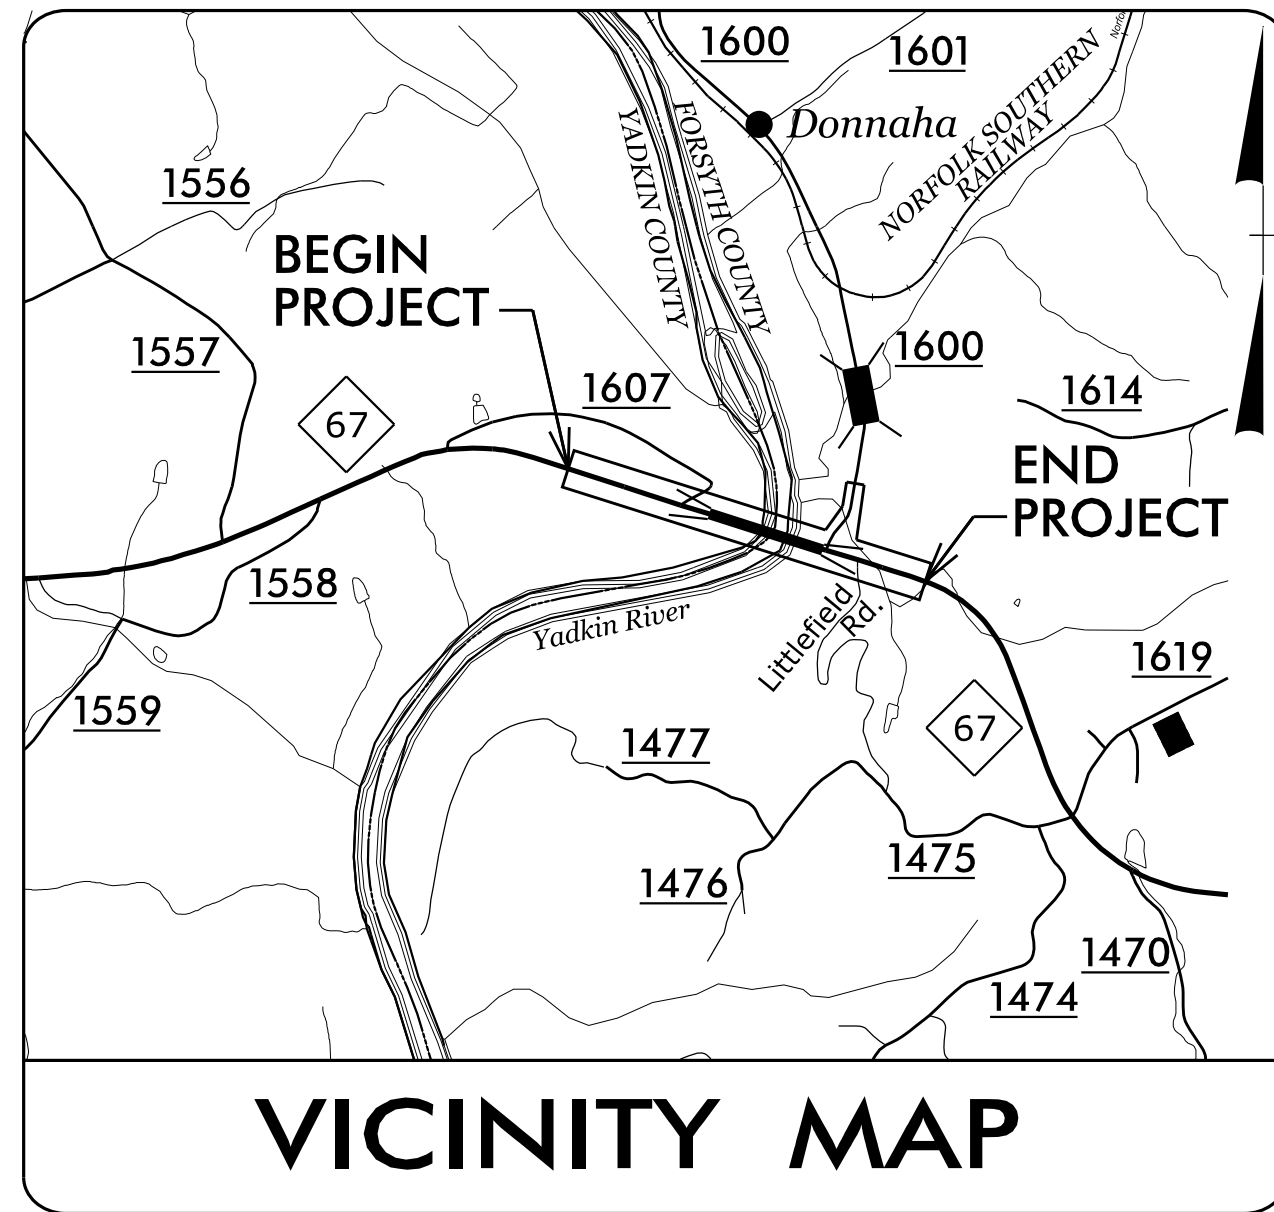 1600
1601
Norfo
Donnaha
NORFOLK SOUTHERN
RAILWAY
YADKIN COUNTY
FORSYTH COUNTY
1556
BEGIN
PROJECT
1557
67
1607
1600
1614
END
PROJECT
1558
Yadkin River
Littlefield
Rd.
1619
1559
67
1477
1475
1476
1470
1474
VICINITY MAP